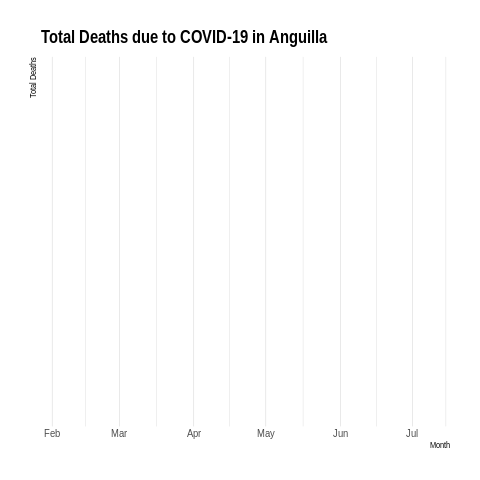 Total Deaths due to COVID-19 in Anguilla
Total Deaths
Feb Mar Apr May Jun Jul
Month